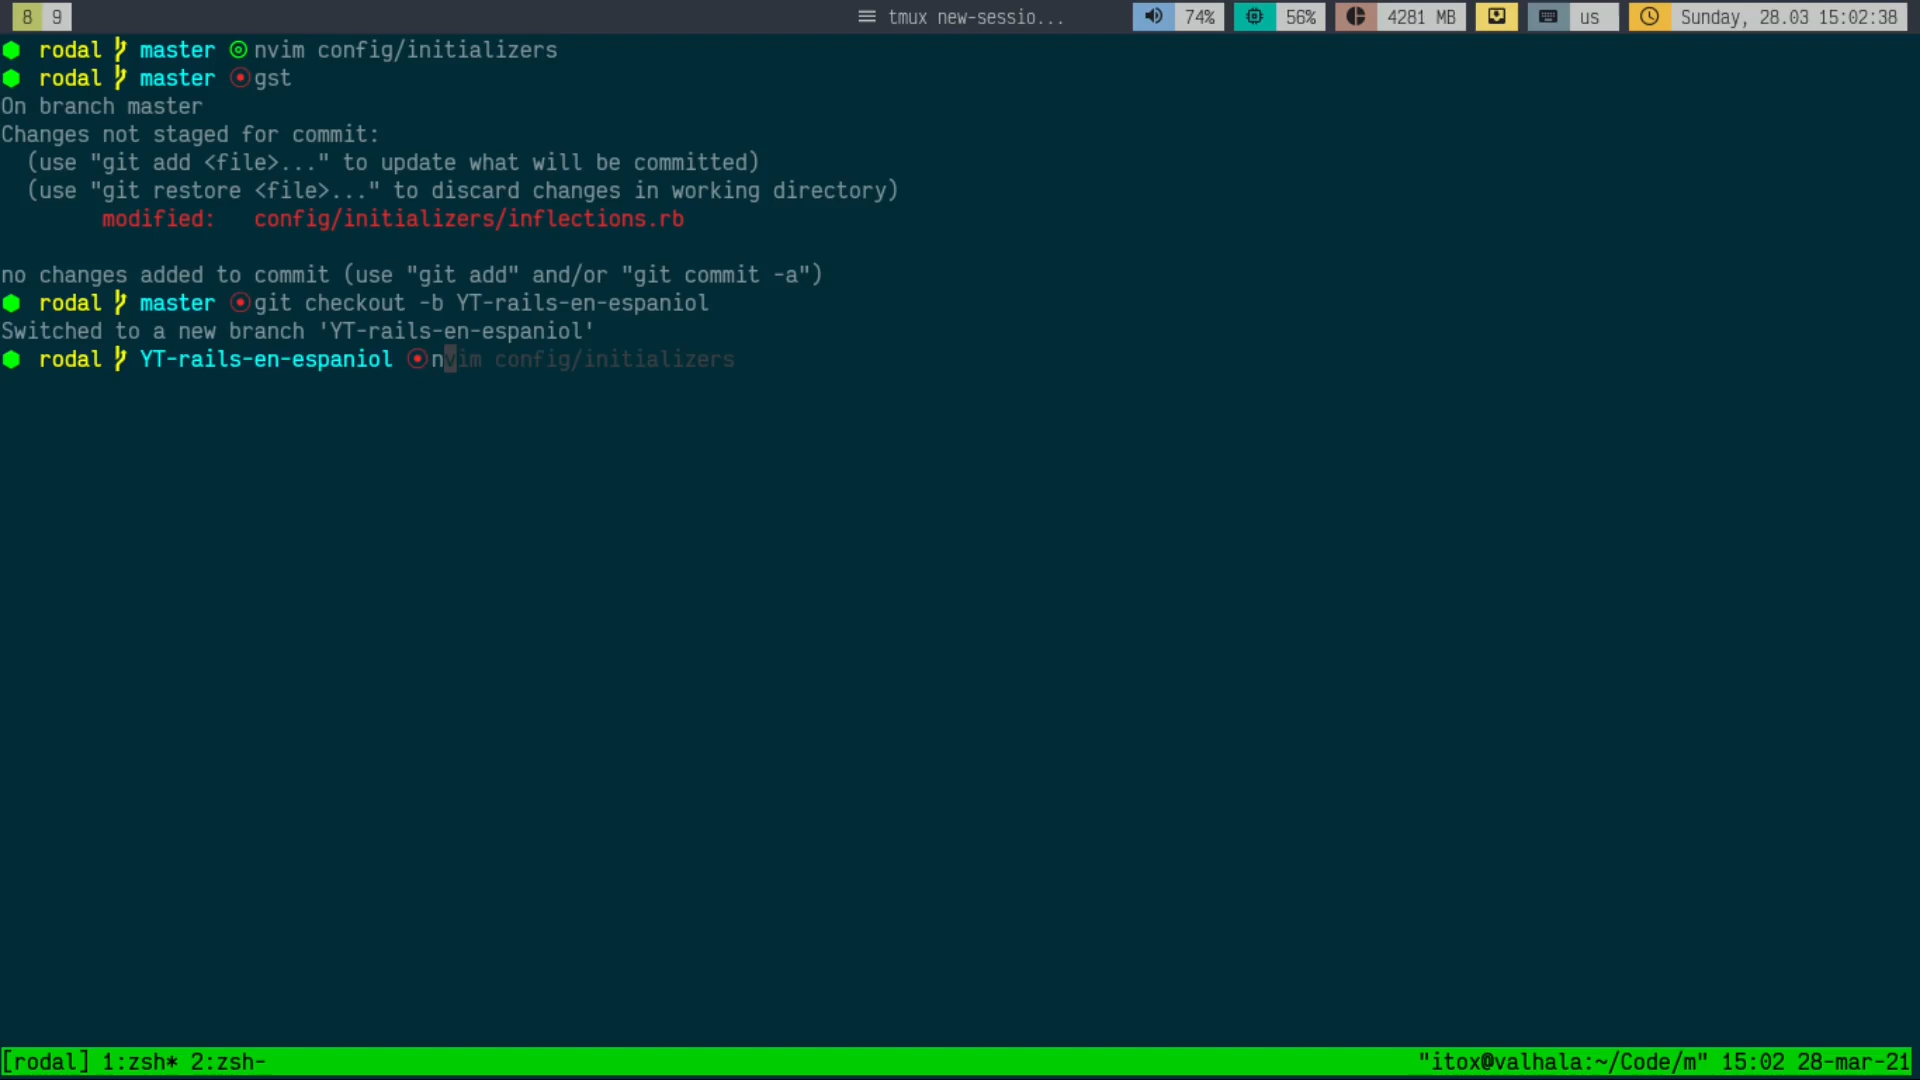 8 9 tmux new-sessio... 74% 56% 4281 MB us Sunday, 28.03 15:02:38
rodal master nvim config/initializers
rodal master gst
On branch master
Changes not staged for commit:
(use "git add <file>..." to update what will be committed)
(use "git restore <file>..." to discard changes in working directory)
modified: config/initializers/inflections.rb
no changes added to commit (use "git add" and/or "git commit -a")
rodal master git checkout -b YT-rails-en-espaniol
Switched to a new branch 'YT-rails-en-espaniol'
rodal YT-rails-en-espaniol nvim config/initializers
[rodal] 1:zsh* 2:zsh- "itox@valhala:~/Code/m" 15:02 28-mar-21